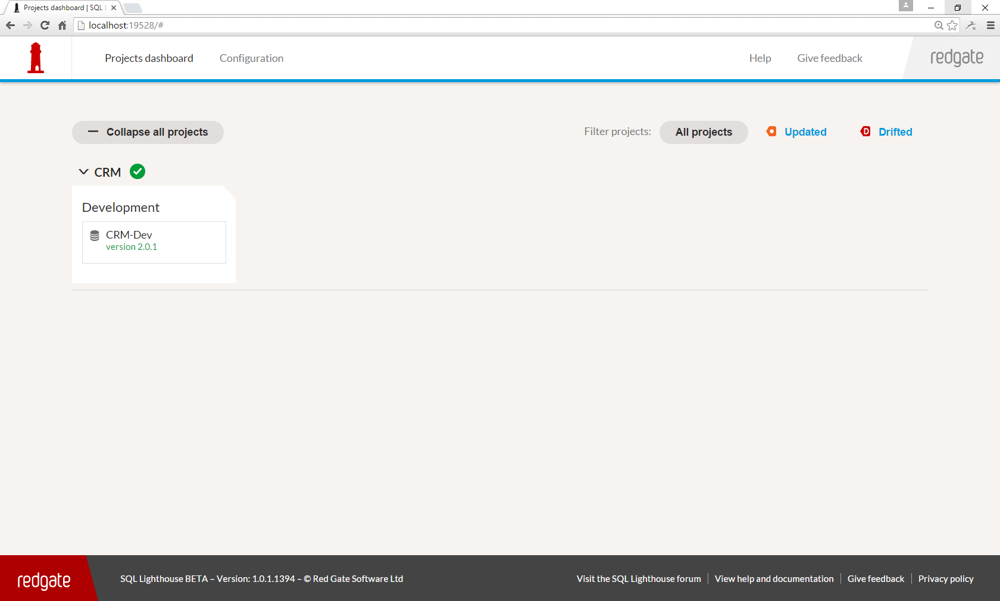 Projects dashboard | SQL
localhost:19528/#
Projects dashboard Configuration Help Give feedback redgate
Collapse all projects Filter projects: All projects Updated D Drifted
CRM
Development
CRM-Dev
version 2.0.1
redgate SQL Lighthouse BETA – Version: 1.0.1.1394 – © Red Gate Software Ltd Visit the SQL Lighthouse forum View help and documentation Give feedback Privacy policy